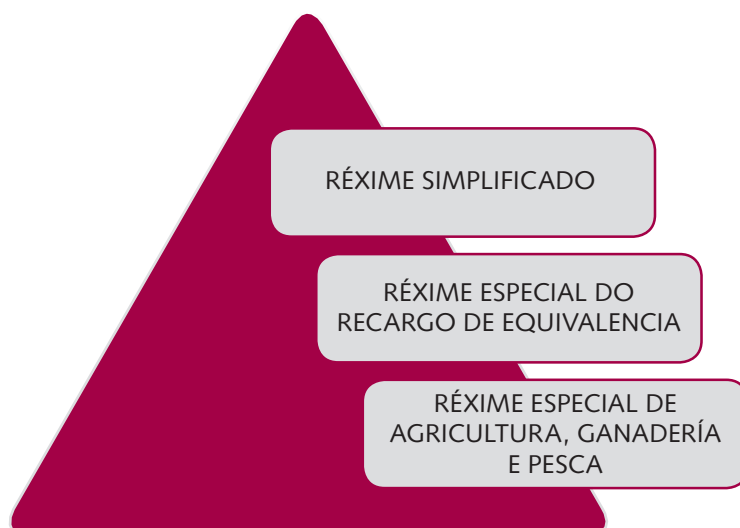 RÉXIME SIMPLIFICADO
RÉXIME ESPECIAL DO
RECARGO DE EQUIVALENCIA
RÉXIME ESPECIAL DE
AGRICULTURA, GANADERÍA
E PESCA